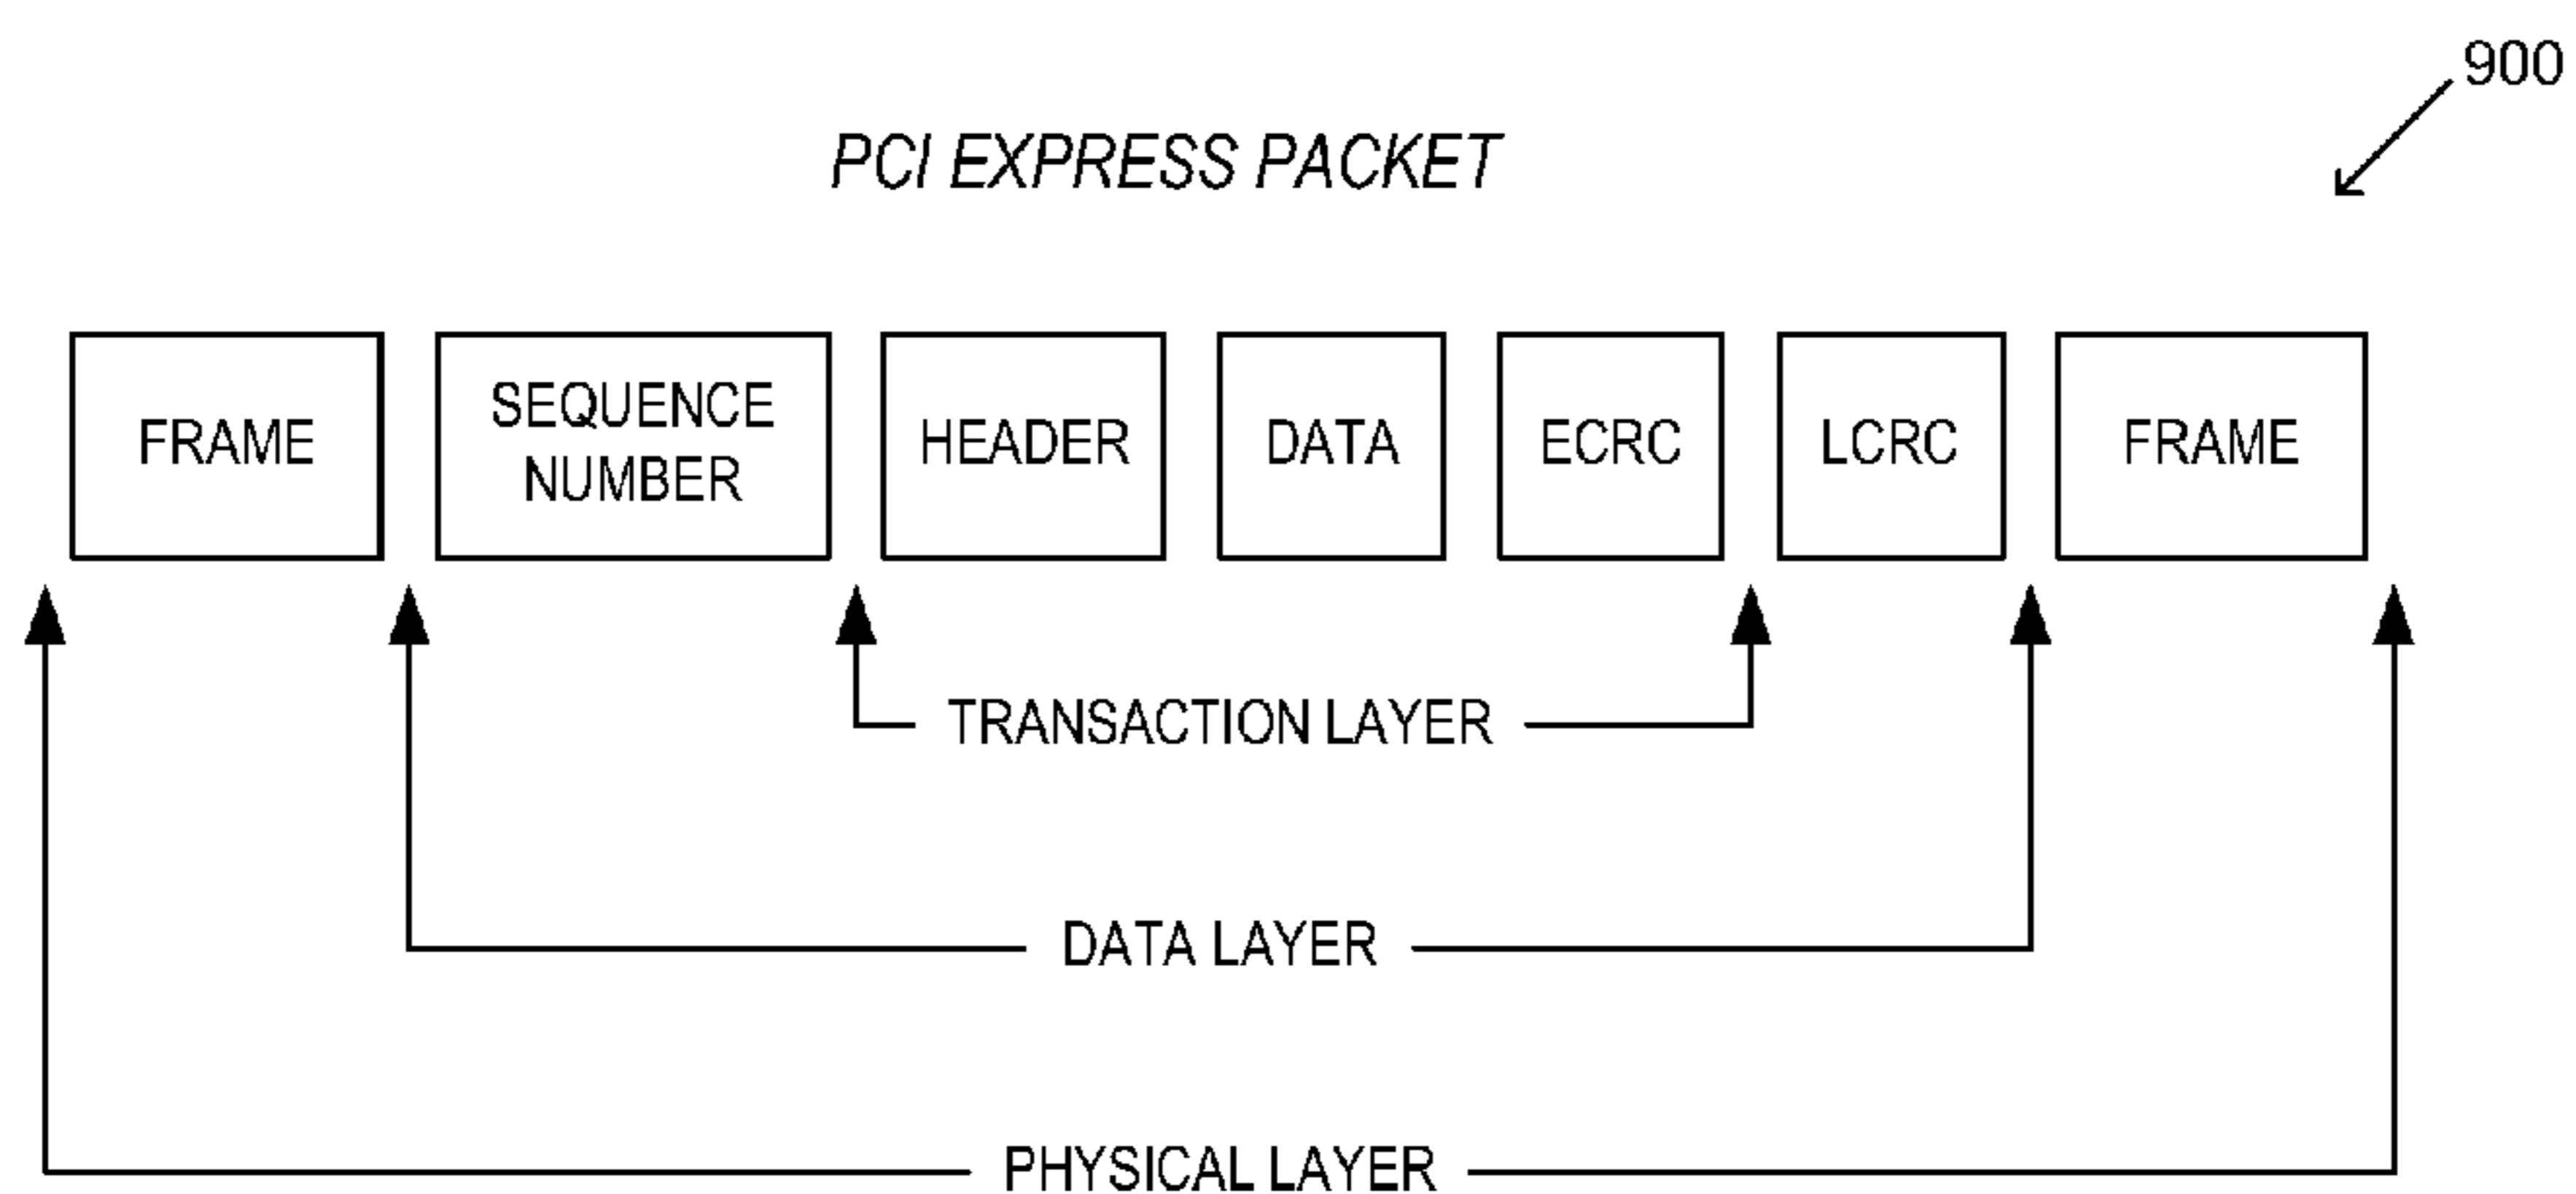 900
PCI EXPRESS PACKET
FRAME
SEQUENCE
NUMBER
HEADER
DATA
ECRC
LCRC
FRAME
TRANSACTION LAYER
DATA LAYER
PHYSICAL LAYER